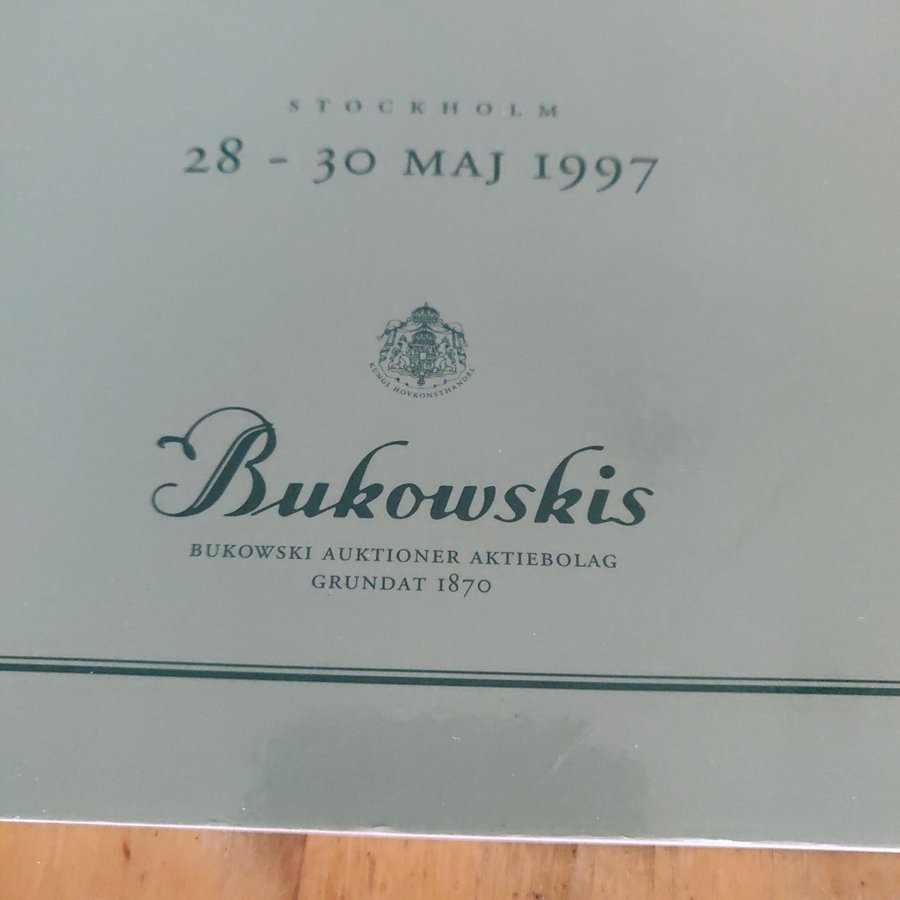 STOCKHOLM
28 - 30 MAJ 1997
KUNGL HOVKONSTHANDEL
Bukowskis
BUKOWSKI AUKTIONER AKTIEBOLAG
GRUNDAT 1870